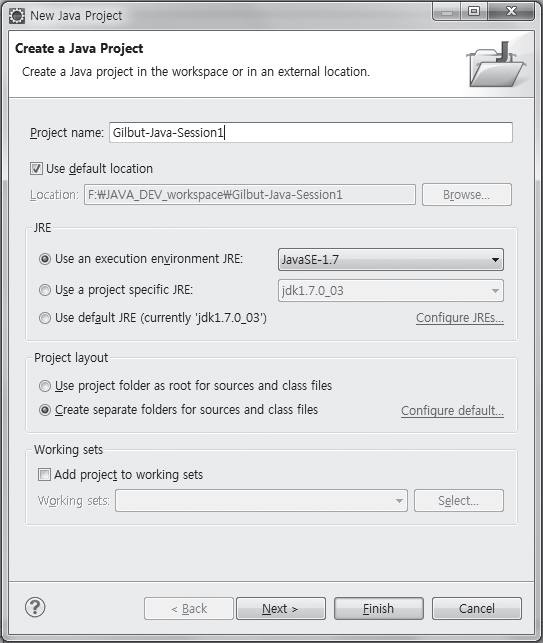 New Java Project
Create a Java Project
Create a Java project in the workspace or in an external location.
Project name: Gilbut-Java-Session1
Use default location
Location: F:₩JAVA_DEV_workspace₩Gilbut-Java-Session1 Browse...
JRE
Use an execution environment JRE: JavaSE-1.7
Use a project specific JRE: jdk1.7.0_03
Use default JRE (currently 'jdk1.7.0_03') Configure JREs...
Project layout
Use project folder as root for sources and class files
Create separate folders for sources and class files Configure default...
Working sets
Add project to working sets
Working sets: Select...
? < Back Next > Finish Cancel